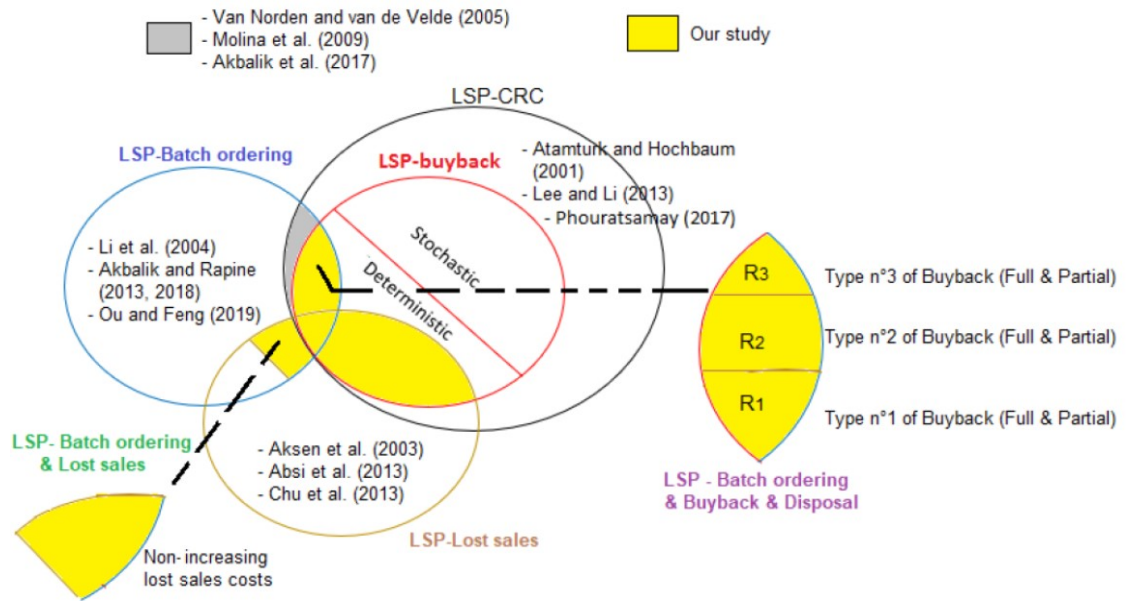 - Van Norden and van de Velde (2005)
- Molina et al. (2009)
- Akbalik et al. (2017)
Our study
LSP-CRC
LSP-Batch ordering
LSP-buyback
- Atamturk and Hochbaum
(2001)
- Lee and Li (2013)
- Phouratsamay (2017)
Stochastic
Deterministic
- Li et al. (2004)
- Akbalik and Rapine
(2013, 2018)
- Ou and Feng (2019)
R3
Type n°3 of Buyback (Full & Partial)
R2
Type n°2 of Buyback (Full & Partial)
R1
Type n°1 of Buyback (Full & Partial)
LSP - Batch ordering
& Buyback & Disposal
LSP- Batch ordering
& Lost sales
- Aksen et al. (2003)
- Absi et al. (2013)
- Chu et al. (2013)
LSP-Lost sales
Non-increasing
lost sales costs